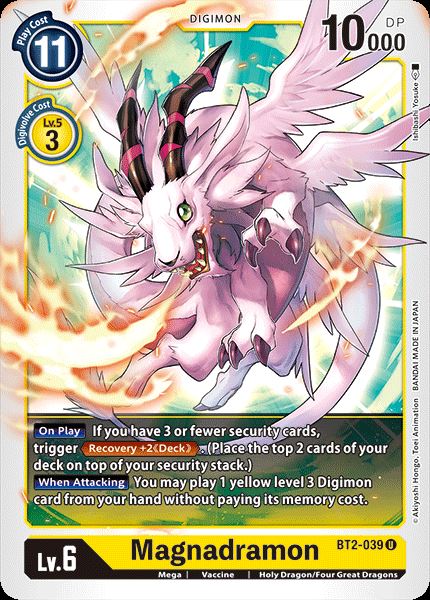 Play Cost
11
DIGIMON
10000
DP
Digivolve Cost
Lv.5
3
Ishibashi Yosuke
On Play If you have 3 or fewer security cards,
trigger Recovery +2《Deck》. (Place the top 2 cards of your
deck on top of your security stack.)
When Attacking You may play 1 yellow level 3 Digimon
card from your hand without paying its memory cost.
©Akiyoshi Hongo, Toei Animation BANDAI MADE IN JAPAN
Lv.6
Magnadramon
BT2-039 U
Mega | Vaccine | Holy Dragon/Four Great Dragons